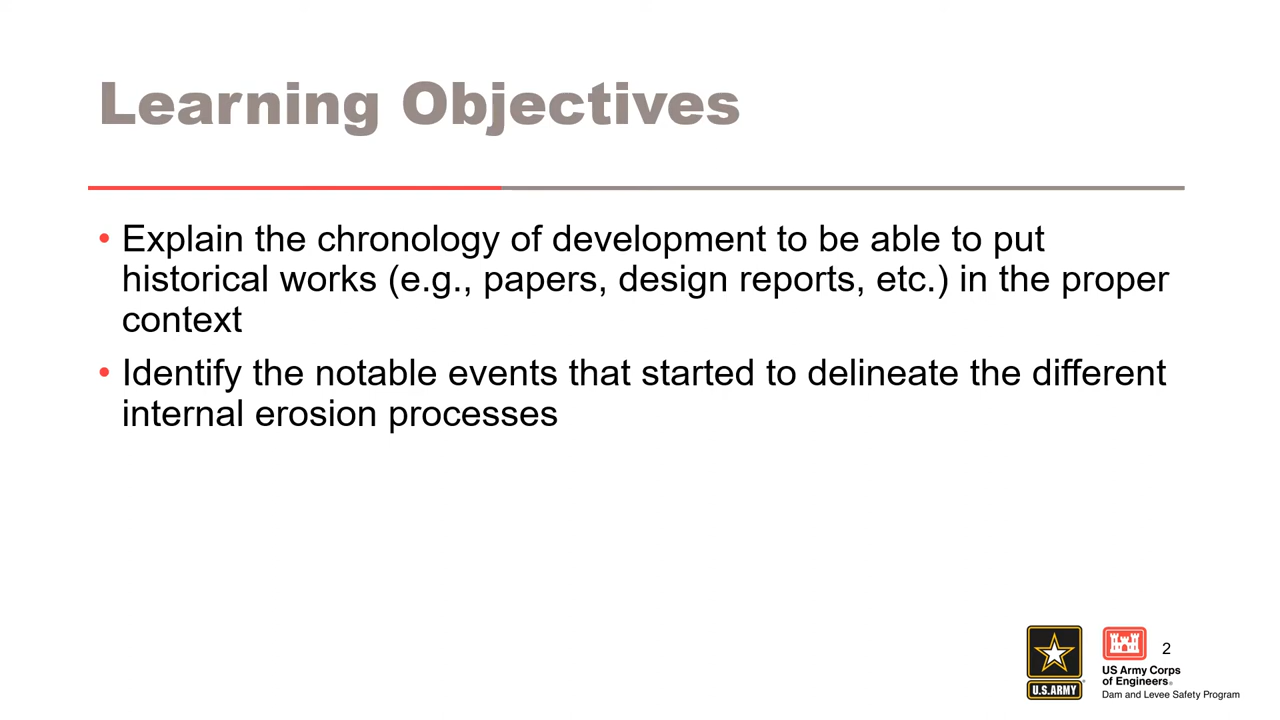 Learning Objectives
• Explain the chronology of development to be able to put
historical works (e.g., papers, design reports, etc.) in the proper
context
• Identify the notable events that started to delineate the different
internal erosion processes
U.S.ARMY
2
US Army Corps
of Engineers®
Dam and Levee Safety Program